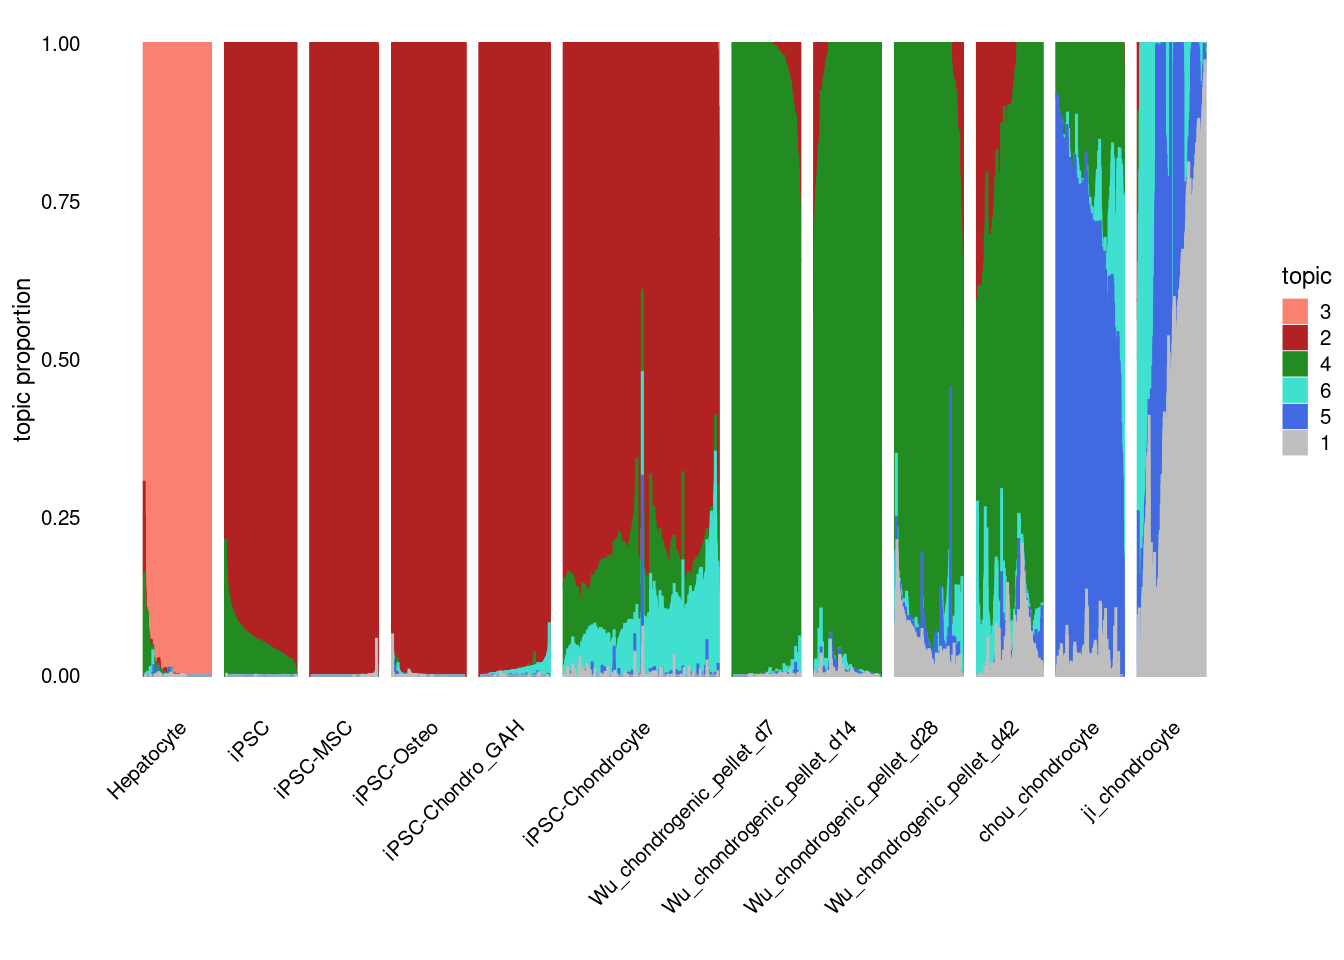 1.00
0.75
0.50
0.25
0.00
topic proportion
Hepatocyte
iPSC
iPSC-MSC
iPSC-Osteo
iPSC-Chondro_GAH
iPSC-Chondrocyte
Wu_chondrogenic_pellet_d7
Wu_chondrogenic_pellet_d14
Wu_chondrogenic_pellet_d28
Wu_chondrogenic_pellet_d42
chou_chondrocyte
ji_chondrocyte
topic
3
2
4
6
5
1